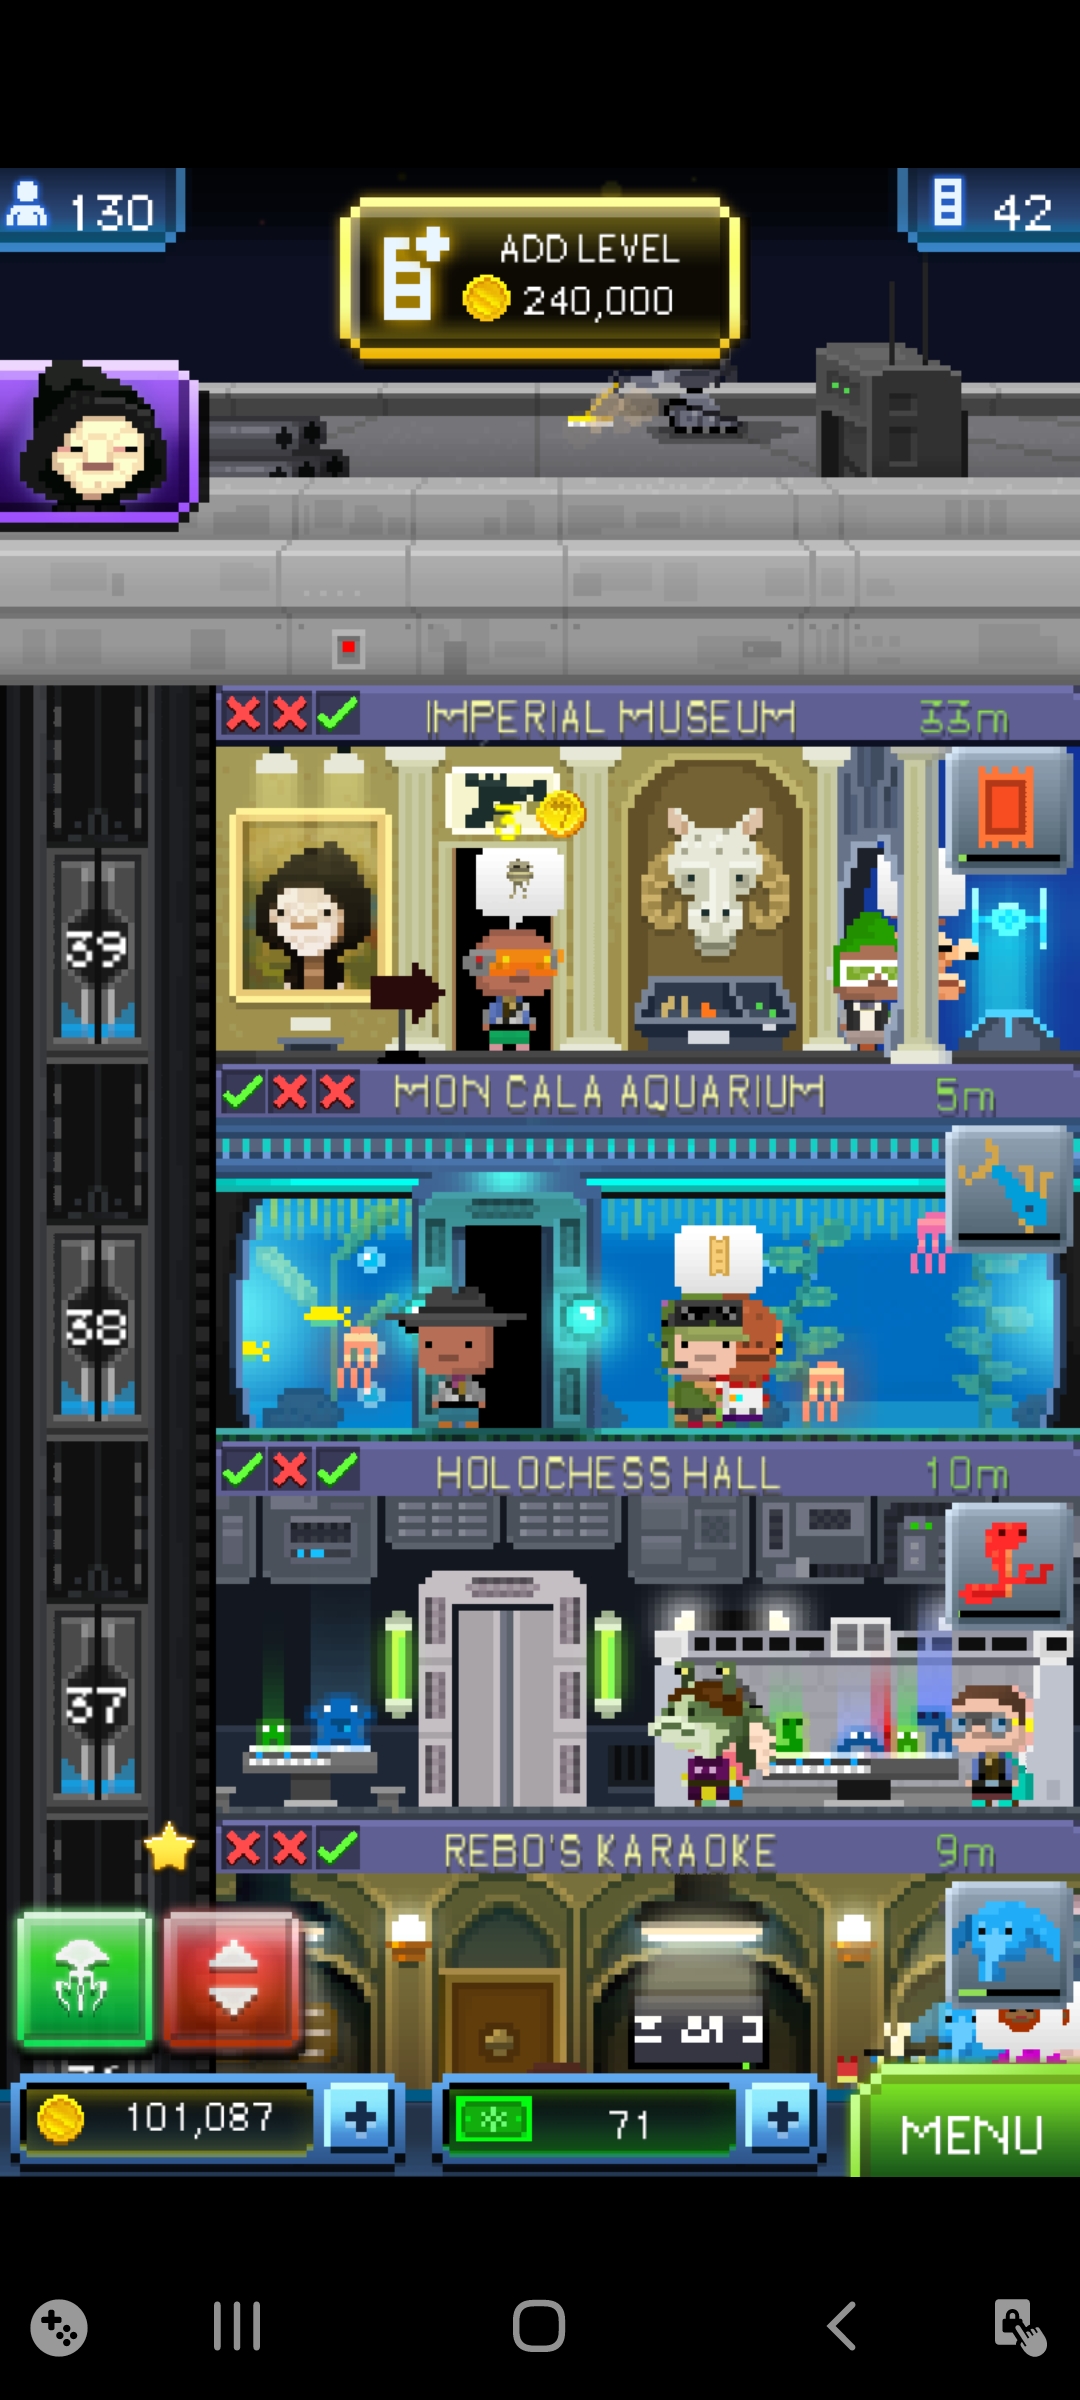 130
ADD LEVEL
240,000
42
IMPERIAL MUSEUM 33m
39
MON CALA AQUARIUM 5m
38
HOLOCHESS HALL 10m
37
REBO'S KARAOKE 9m
101,087
71
MENU